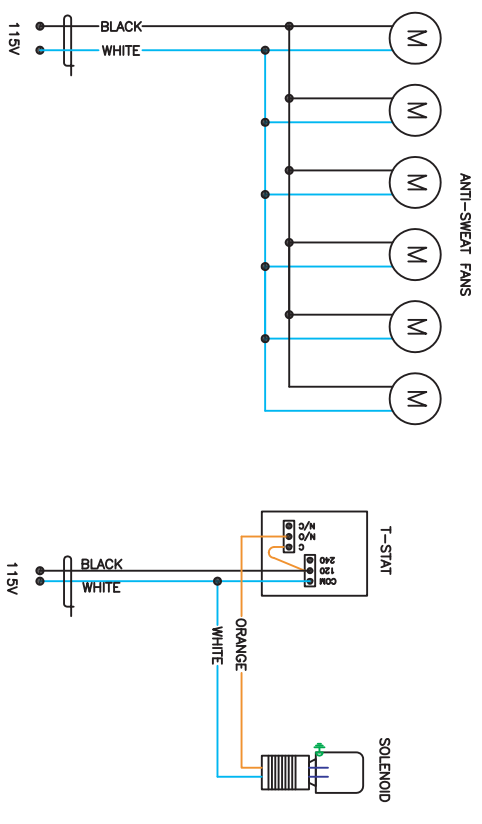 BLACK
WHITE
115V
M
M
M
M
M
M
ANTI-SWEAT FANS
T-STAT
N/C
N/O
C
240
120
COM
BLACK
WHITE
115V
ORANGE
WHITE
SOLENOID